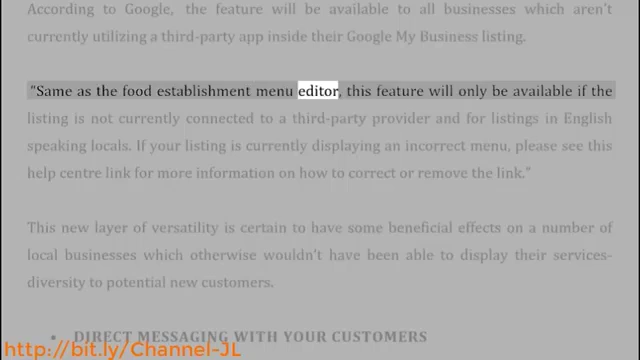 According to Google, the feature will be available to all businesses which aren't
currently utilizing a third-party app inside their Google My Business listing.
"Same as the food establishment menu editor, this feature will only be available if the
listing is not currently connected to a third-party provider and for listings in English
speaking locals. If your listing is currently displaying an incorrect menu, please see this
help centre link for more information on how to correct or remove the link."
This new layer of versatility is certain to have some beneficial effects on a number of
local businesses which otherwise wouldn't have been able to display their services-
diversity to potential new customers.
• DIRECT MESSAGING WITH YOUR CUSTOMERS
http://bit.ly/Channel-JL